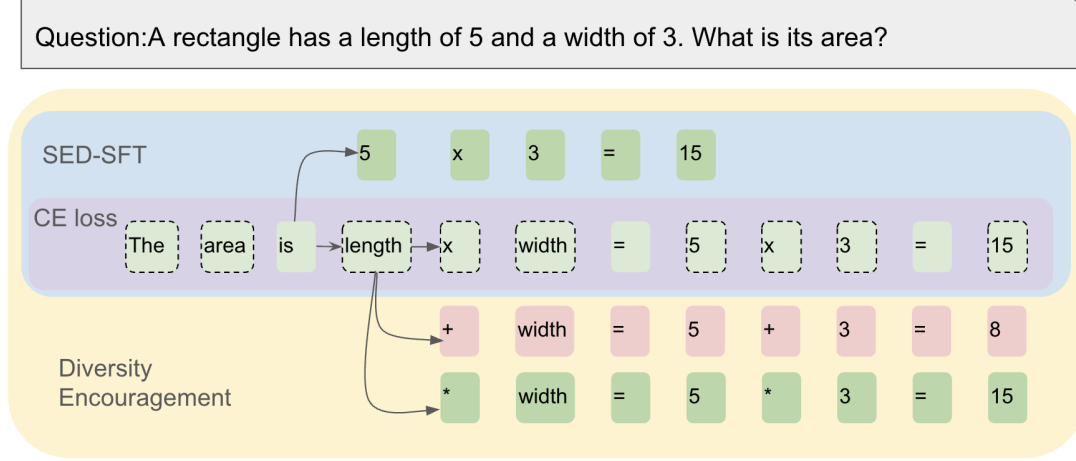 Question:A rectangle has a length of 5 and a width of 3. What is its area?
SED-SFT
5 x 3 = 15
CE loss
The area is length x width = 5 x 3 = 15
+ width = 5 + 3 = 8
Diversity
Encouragement
* width = 5 * 3 = 15